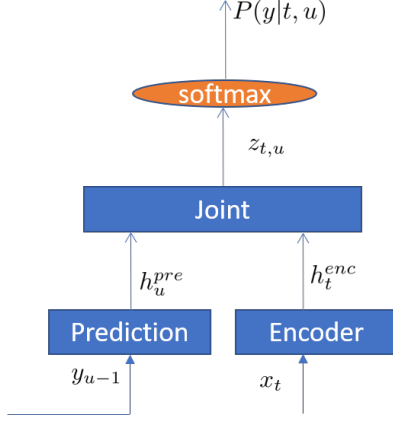 P(y|t, u)
softmax
z_{t,u}
Joint
h_u^{pre} h_t^{enc}
Prediction Encoder
y_{u-1} x_t